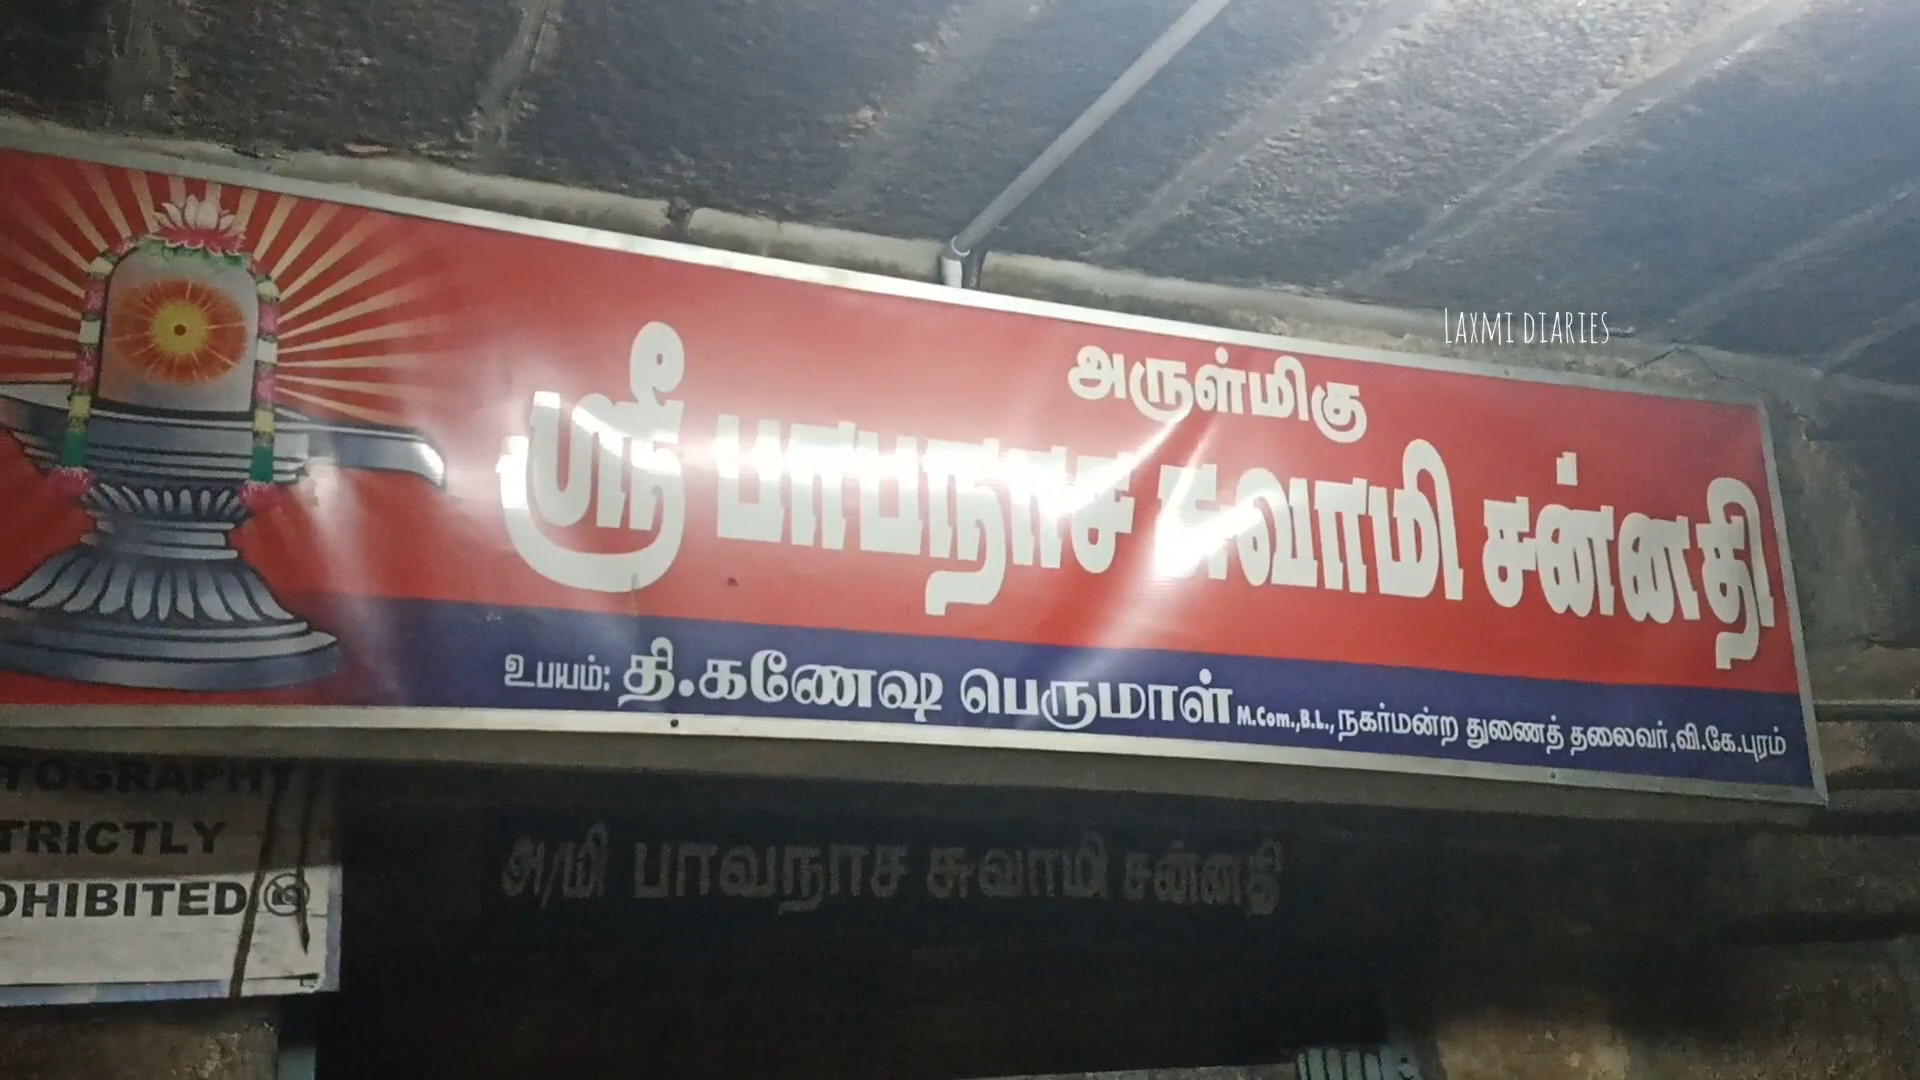 அருள்மிகு
ஸ்ரீ பாபநாச சுவாமி சன்னதி
உபயம்: தி.கணேஷ பெருமாள் M.Com.,B.L., நகர்மன்ற துணைத் தலைவர்,வி.கே.புரம்
LAXMI DIARIES
TOGRAPHY
TRICTLY
OHIBITED
அ/மி பாவநாச சுவாமி சன்னதி